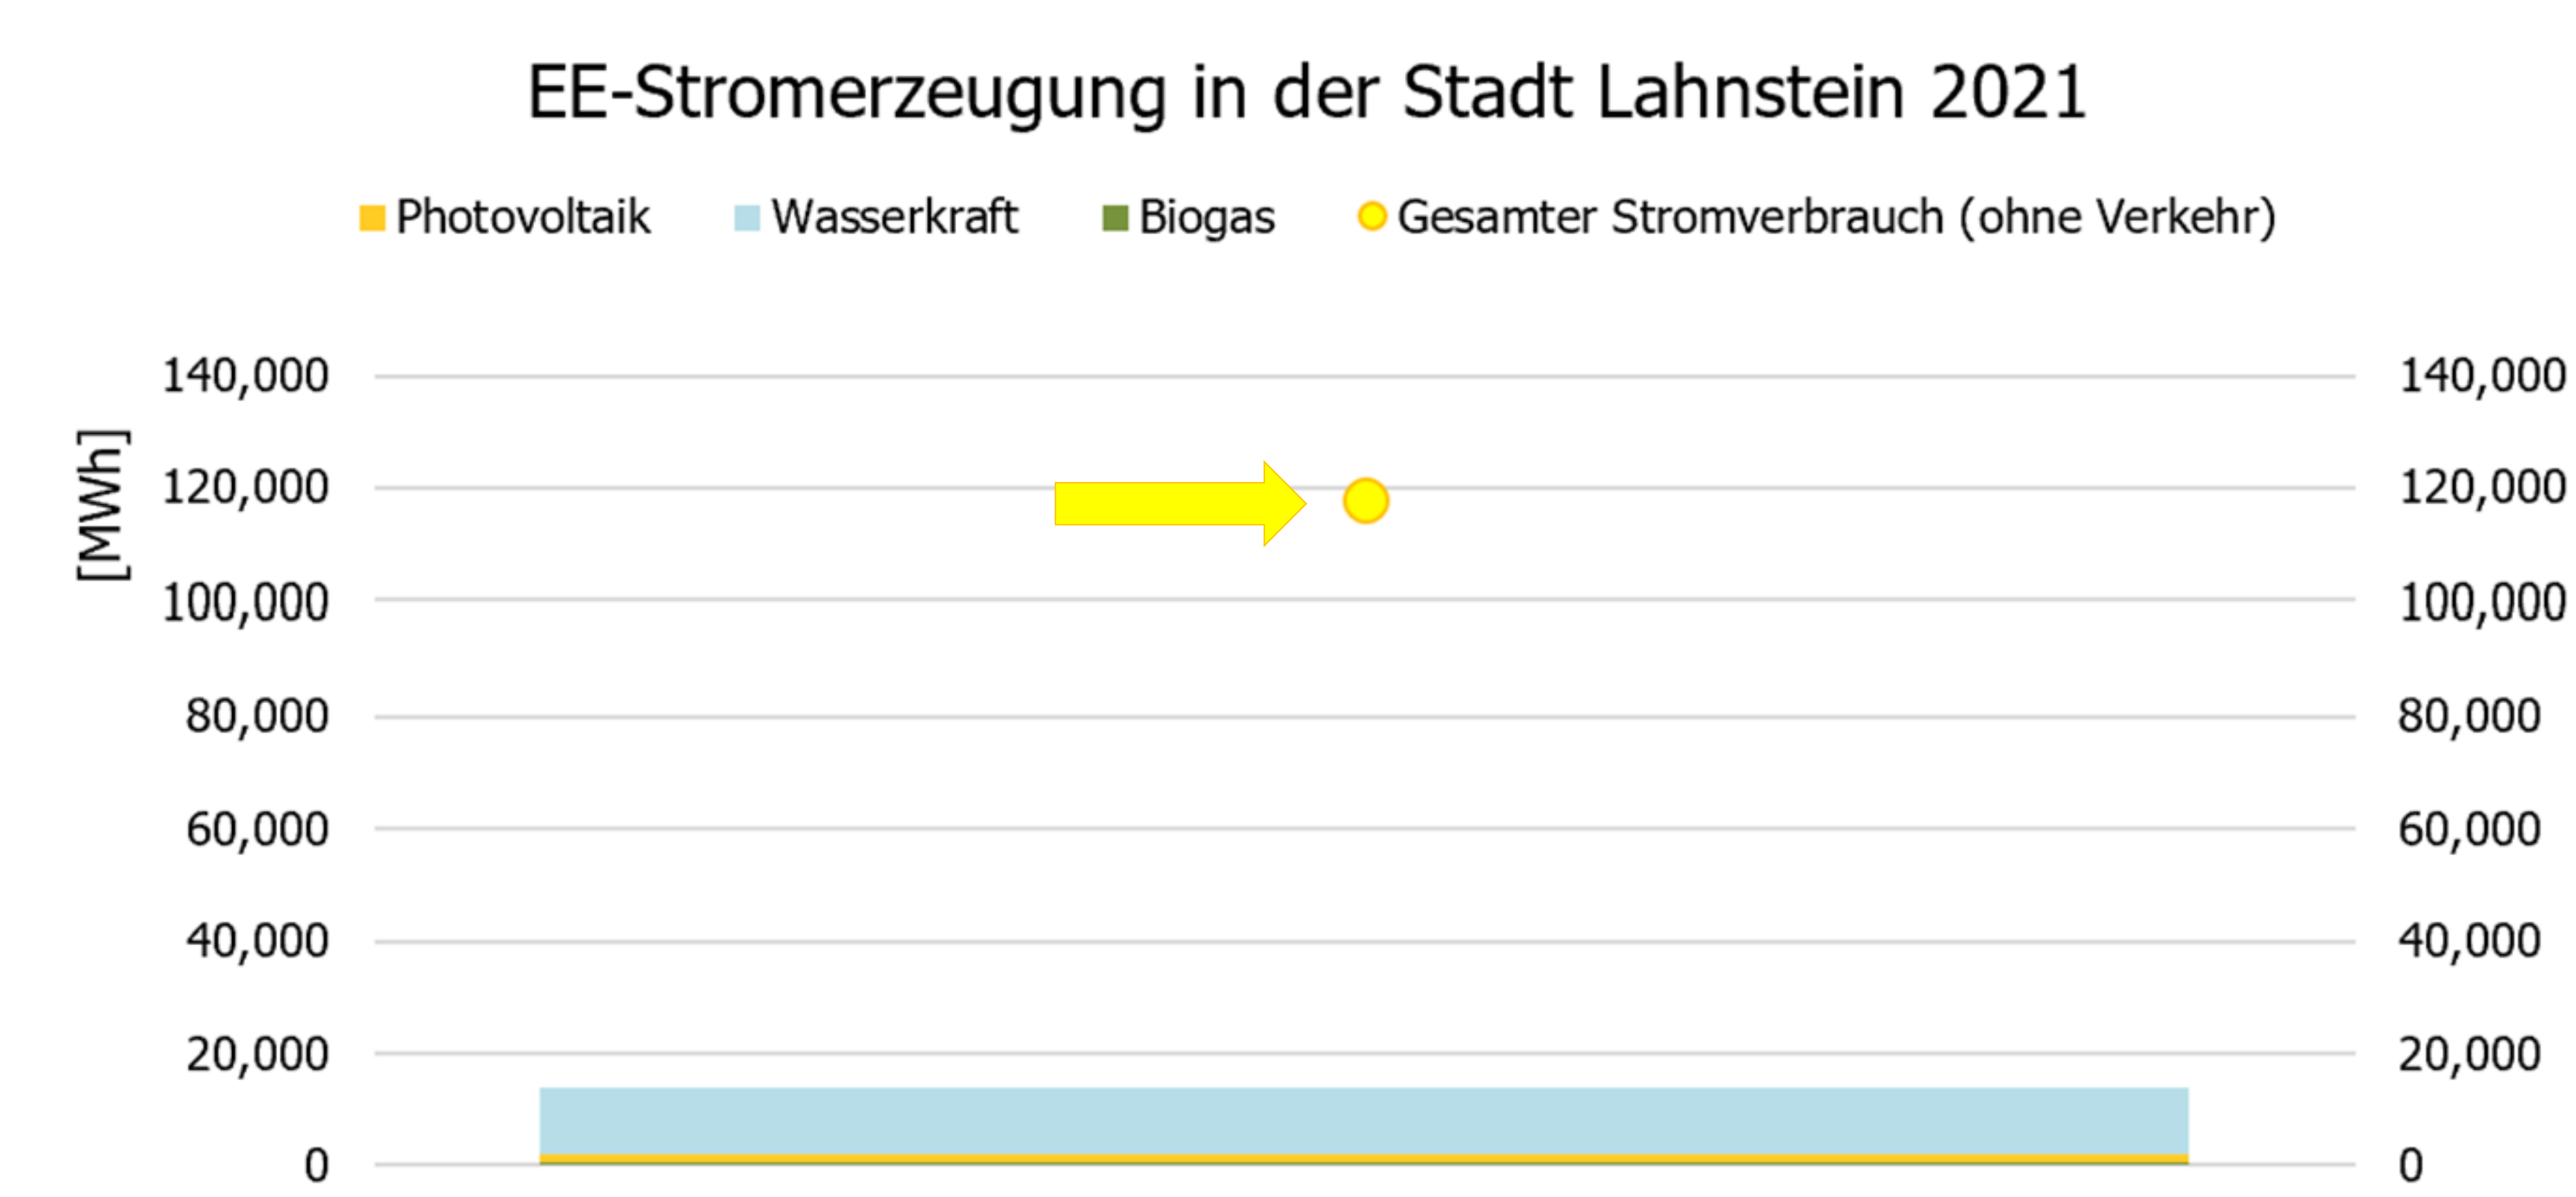 EE-Stromerzeugung in der Stadt Lahnstein 2021
Photovoltaik Wasserkraft Biogas Gesamter Stromverbrauch (ohne Verkehr)
[MWh]
140,000 140,000
120,000 120,000
100,000 100,000
80,000 80,000
60,000 60,000
40,000 40,000
20,000 20,000
0 0